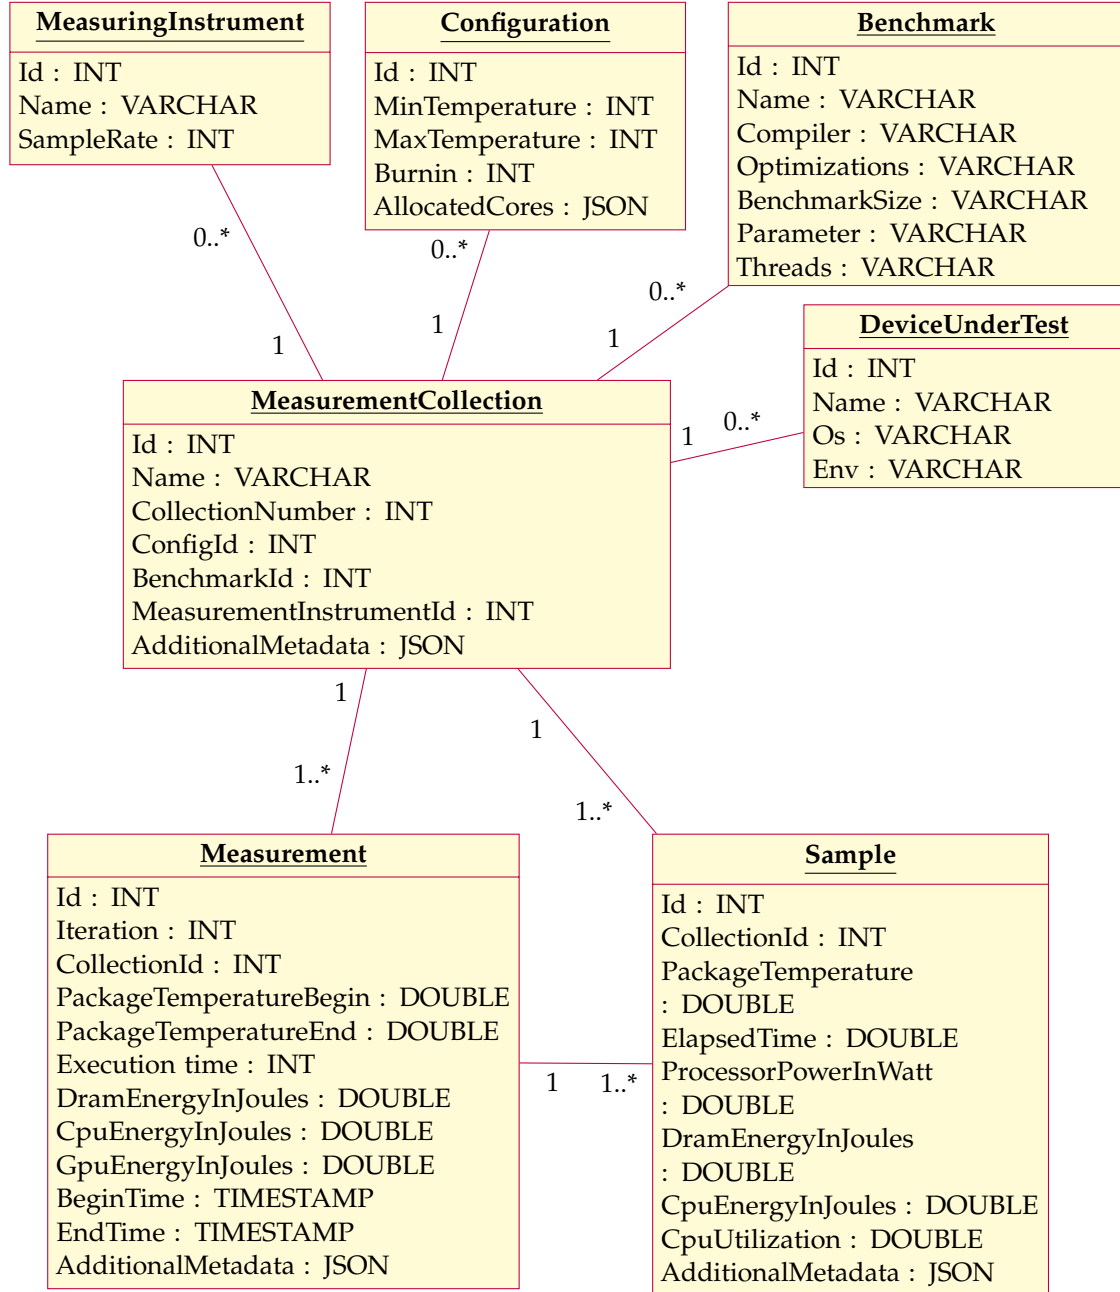 MeasuringInstrument
Id : INT
Name : VARCHAR
SampleRate : INT
Configuration
Id : INT
MinTemperature : INT
MaxTemperature : INT
Burnin : INT
AllocatedCores : JSON
Benchmark
Id : INT
Name : VARCHAR
Compiler : VARCHAR
Optimizations : VARCHAR
BenchmarkSize : VARCHAR
Parameter : VARCHAR
Threads : VARCHAR
0..*
1
0..*
1
0..*
1
DeviceUnderTest
Id : INT
Name : VARCHAR
Os : VARCHAR
Env : VARCHAR
0..*
1
MeasurementCollection
Id : INT
Name : VARCHAR
CollectionNumber : INT
ConfigId : INT
BenchmarkId : INT
MeasurementInstrumentId : INT
AdditionalMetadata : JSON
1
1..*
1
1..*
Measurement
Id : INT
Iteration : INT
CollectionId : INT
PackageTemperatureBegin : DOUBLE
PackageTemperatureEnd : DOUBLE
Execution time : INT
DramEnergyInJoules : DOUBLE
CpuEnergyInJoules : DOUBLE
GpuEnergyInJoules : DOUBLE
BeginTime : TIMESTAMP
EndTime : TIMESTAMP
AdditionalMetadata : JSON
1
1..*
Sample
Id : INT
CollectionId : INT
PackageTemperature
: DOUBLE
ElapsedTime : DOUBLE
ProcessorPowerInWatt
: DOUBLE
DramEnergyInJoules
: DOUBLE
CpuEnergyInJoules : DOUBLE
CpuUtilization : DOUBLE
AdditionalMetadata : JSON